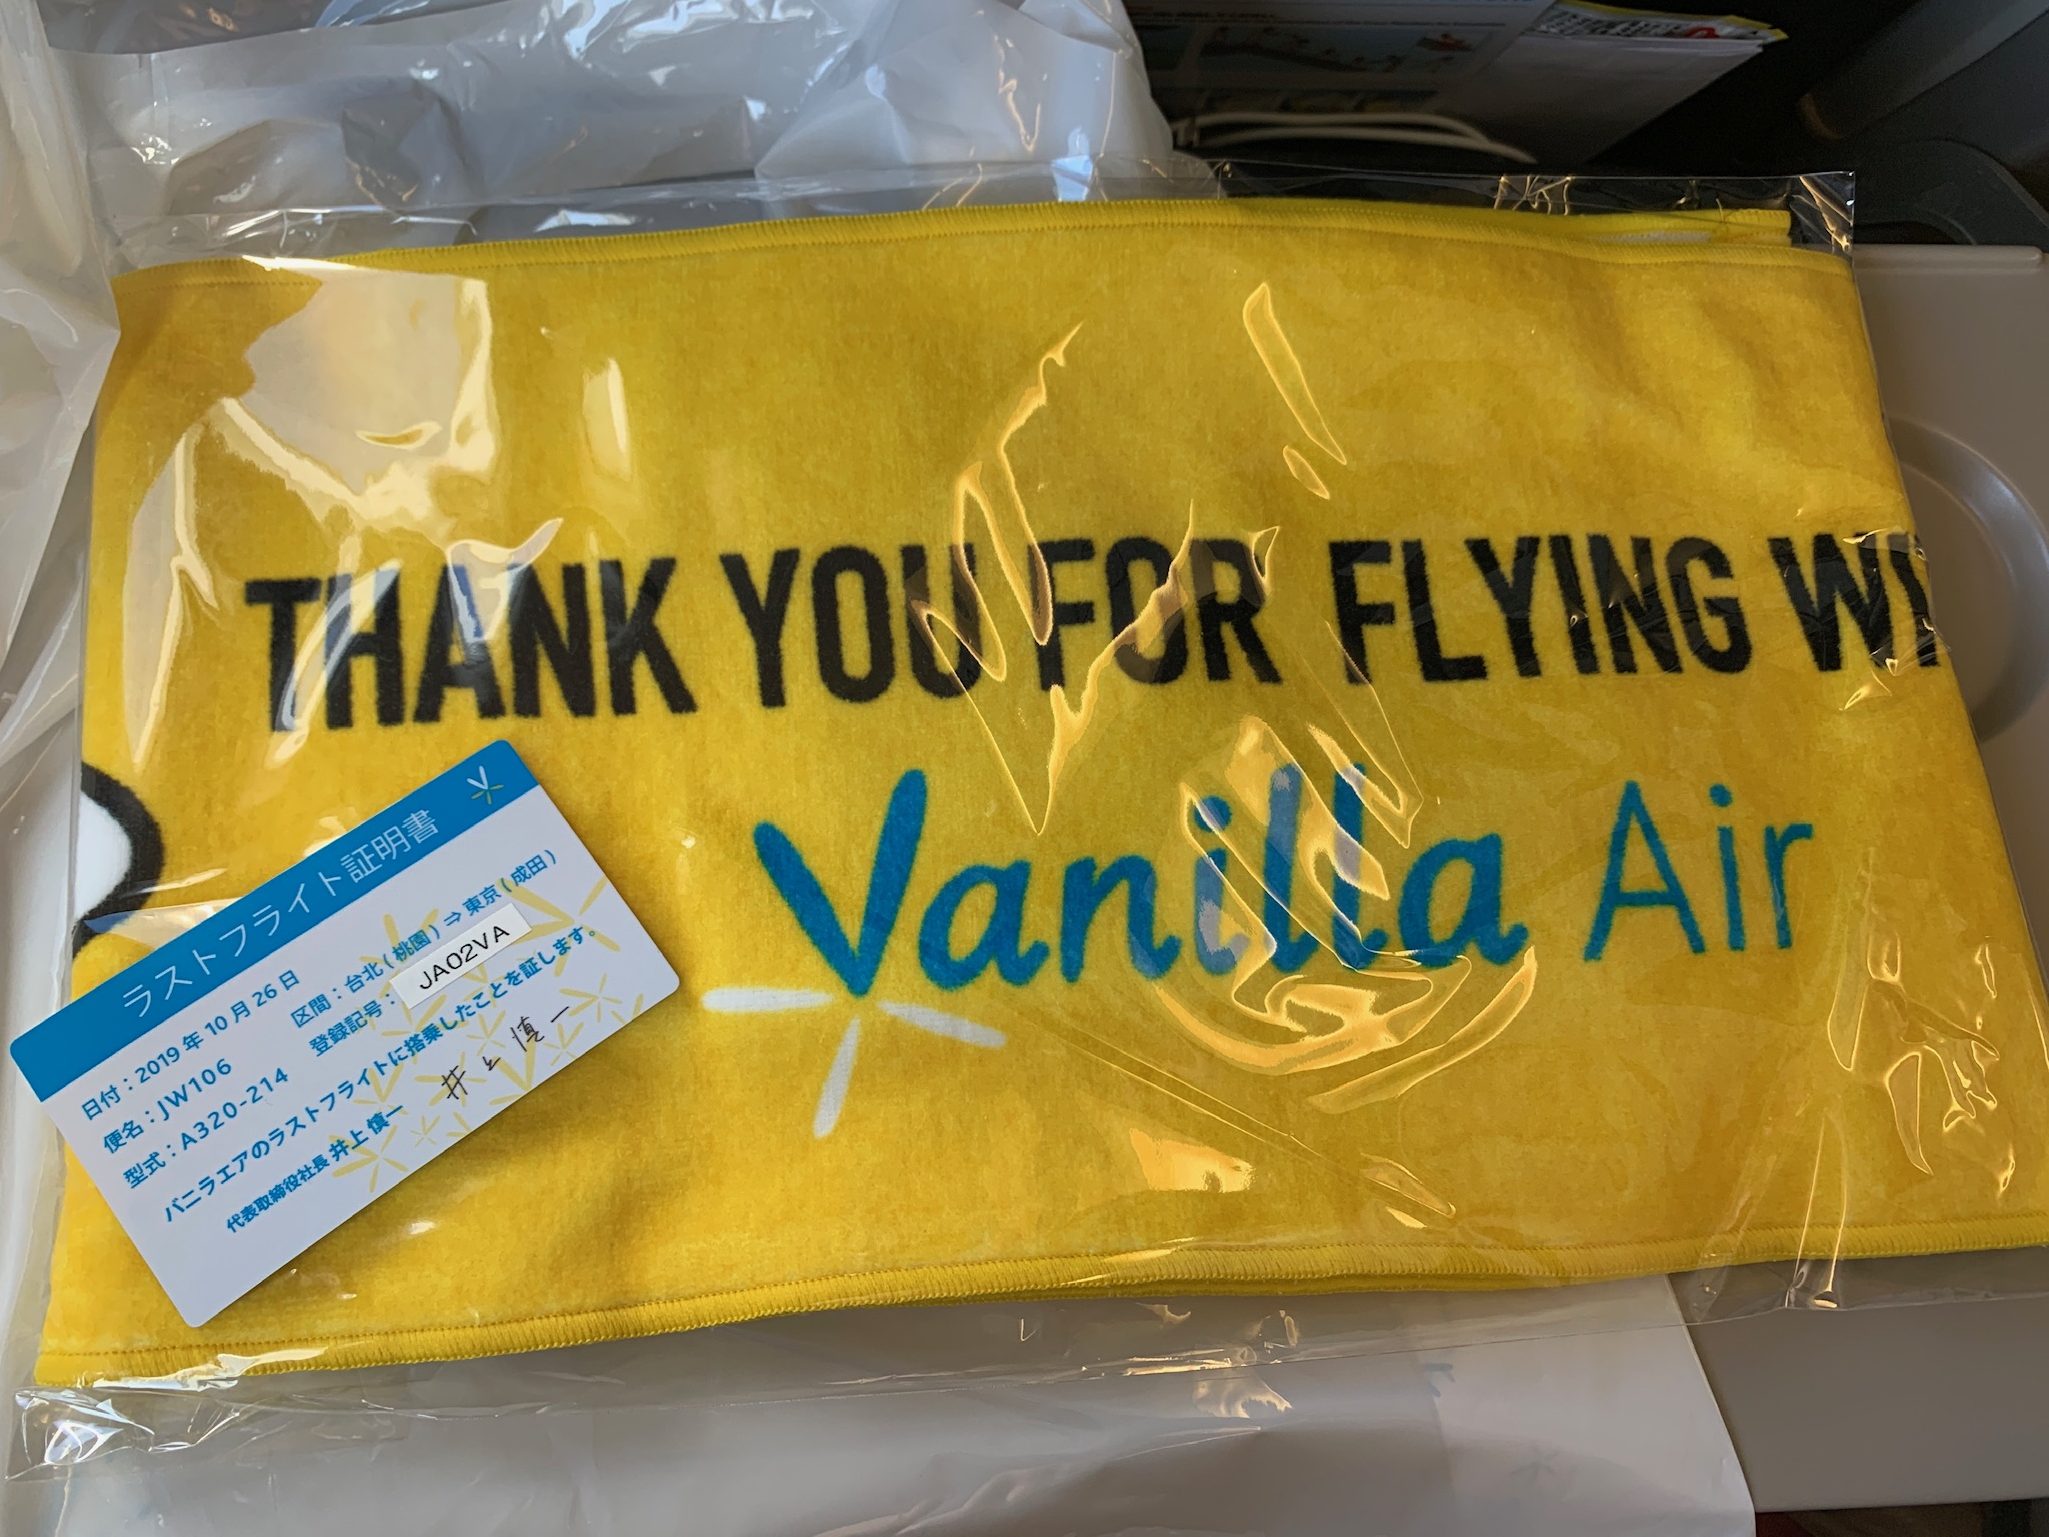 THANK YOU FOR FLYING WI
Vanilla Air
ラストフライト証明書
日付：2019年10月26日
便名：JW106
区間：台北(桃園)⇒東京(成田)
型式：A320-214
登録記号：JA02VA
バニラエアのラストフライトに搭乗したことを証します。
代表取締役社長 井上 慎一
井上 慎一